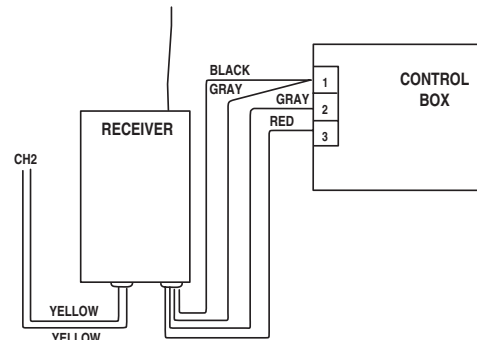 BLACK
GRAY
GRAY
RED
1
2
3
CONTROL
BOX
RECEIVER
CH2
YELLOW
YELLOW